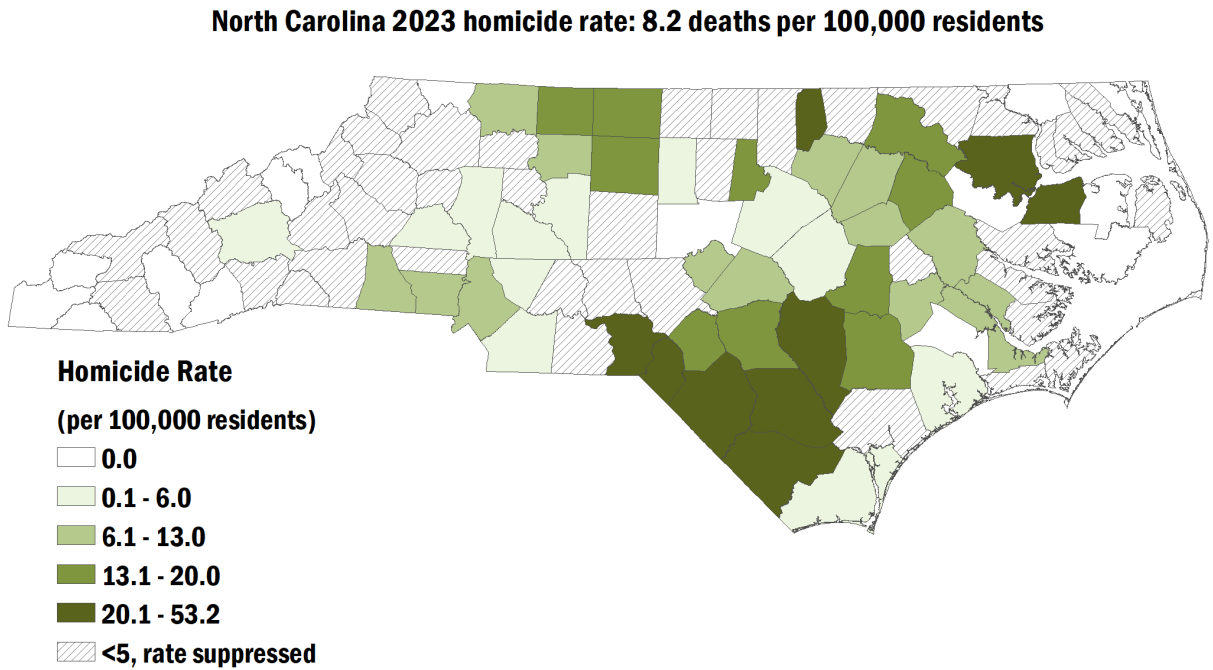 North Carolina 2023 homicide rate: 8.2 deaths per 100,000 residents
Homicide Rate
(per 100,000 residents)
0.0
0.1 - 6.0
6.1 - 13.0
13.1 - 20.0
20.1 - 53.2
<5, rate suppressed